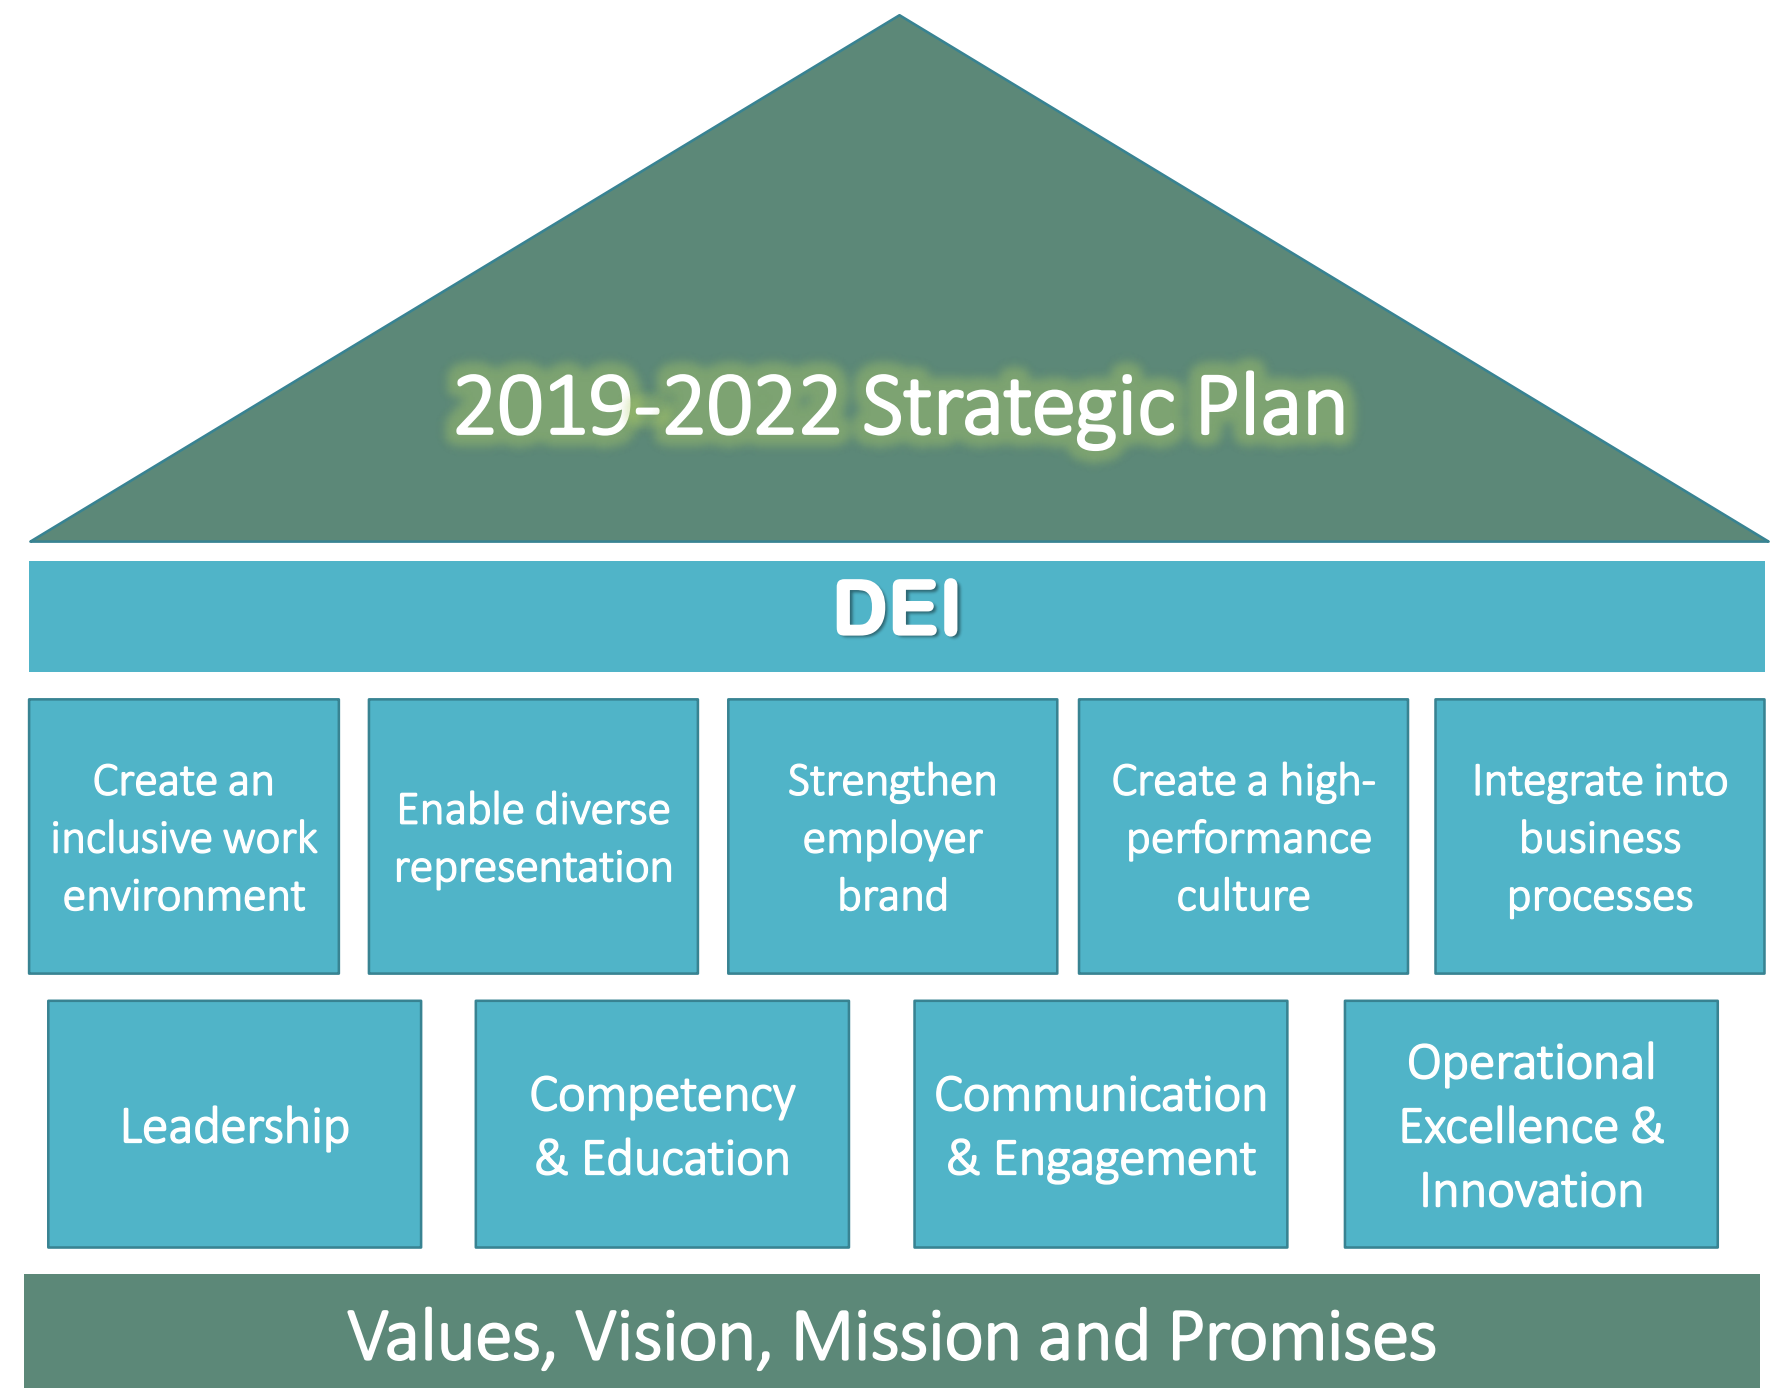 2019-2022 Strategic Plan
DEI
Create an
inclusive work
environment
Enable diverse
representation
Strengthen
employer
brand
Create a high-
performance
culture
Integrate into
business
processes
Leadership
Competency
& Education
Communication
& Engagement
Operational
Excellence &
Innovation
Values, Vision, Mission and Promises